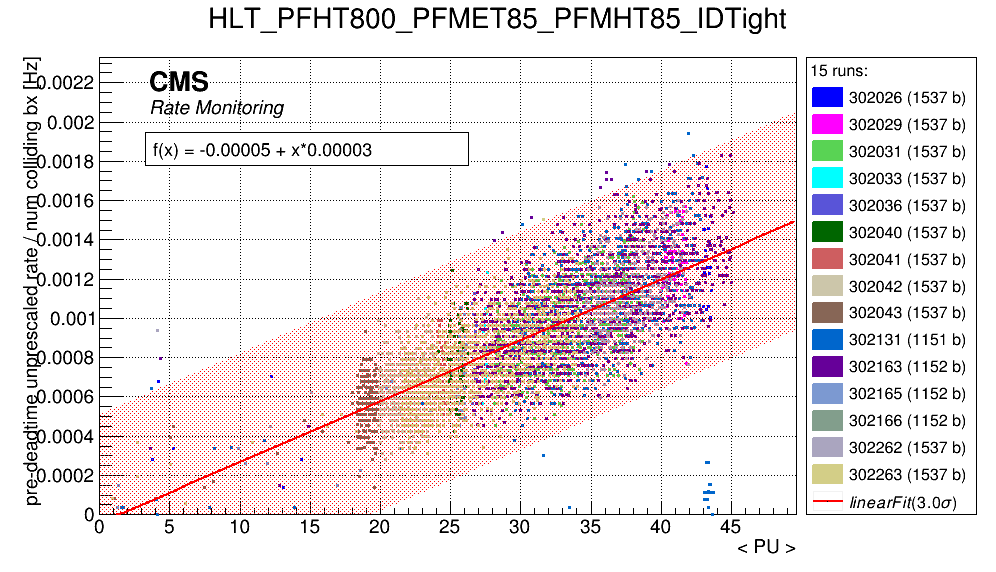 HLT_PFHT800_PFMET85_PFMHT85_IDTight
pre-deadtime unprescaled rate / num colliding bx [Hz]
0.0022
0.002
0.0018
0.0016
0.0014
0.0012
0.001
0.0008
0.0006
0.0004
0.0002
0
CMS
Rate Monitoring
f(x) = -0.00005 + x*0.00003
0 5 10 15 20 25 30 35 40 45
< PU >
15 runs:
302026 (1537 b)
302029 (1537 b)
302031 (1537 b)
302033 (1537 b)
302036 (1537 b)
302040 (1537 b)
302041 (1537 b)
302042 (1537 b)
302043 (1537 b)
302131 (1151 b)
302163 (1152 b)
302165 (1152 b)
302166 (1152 b)
302262 (1537 b)
302263 (1537 b)
linearFit(3.0σ)